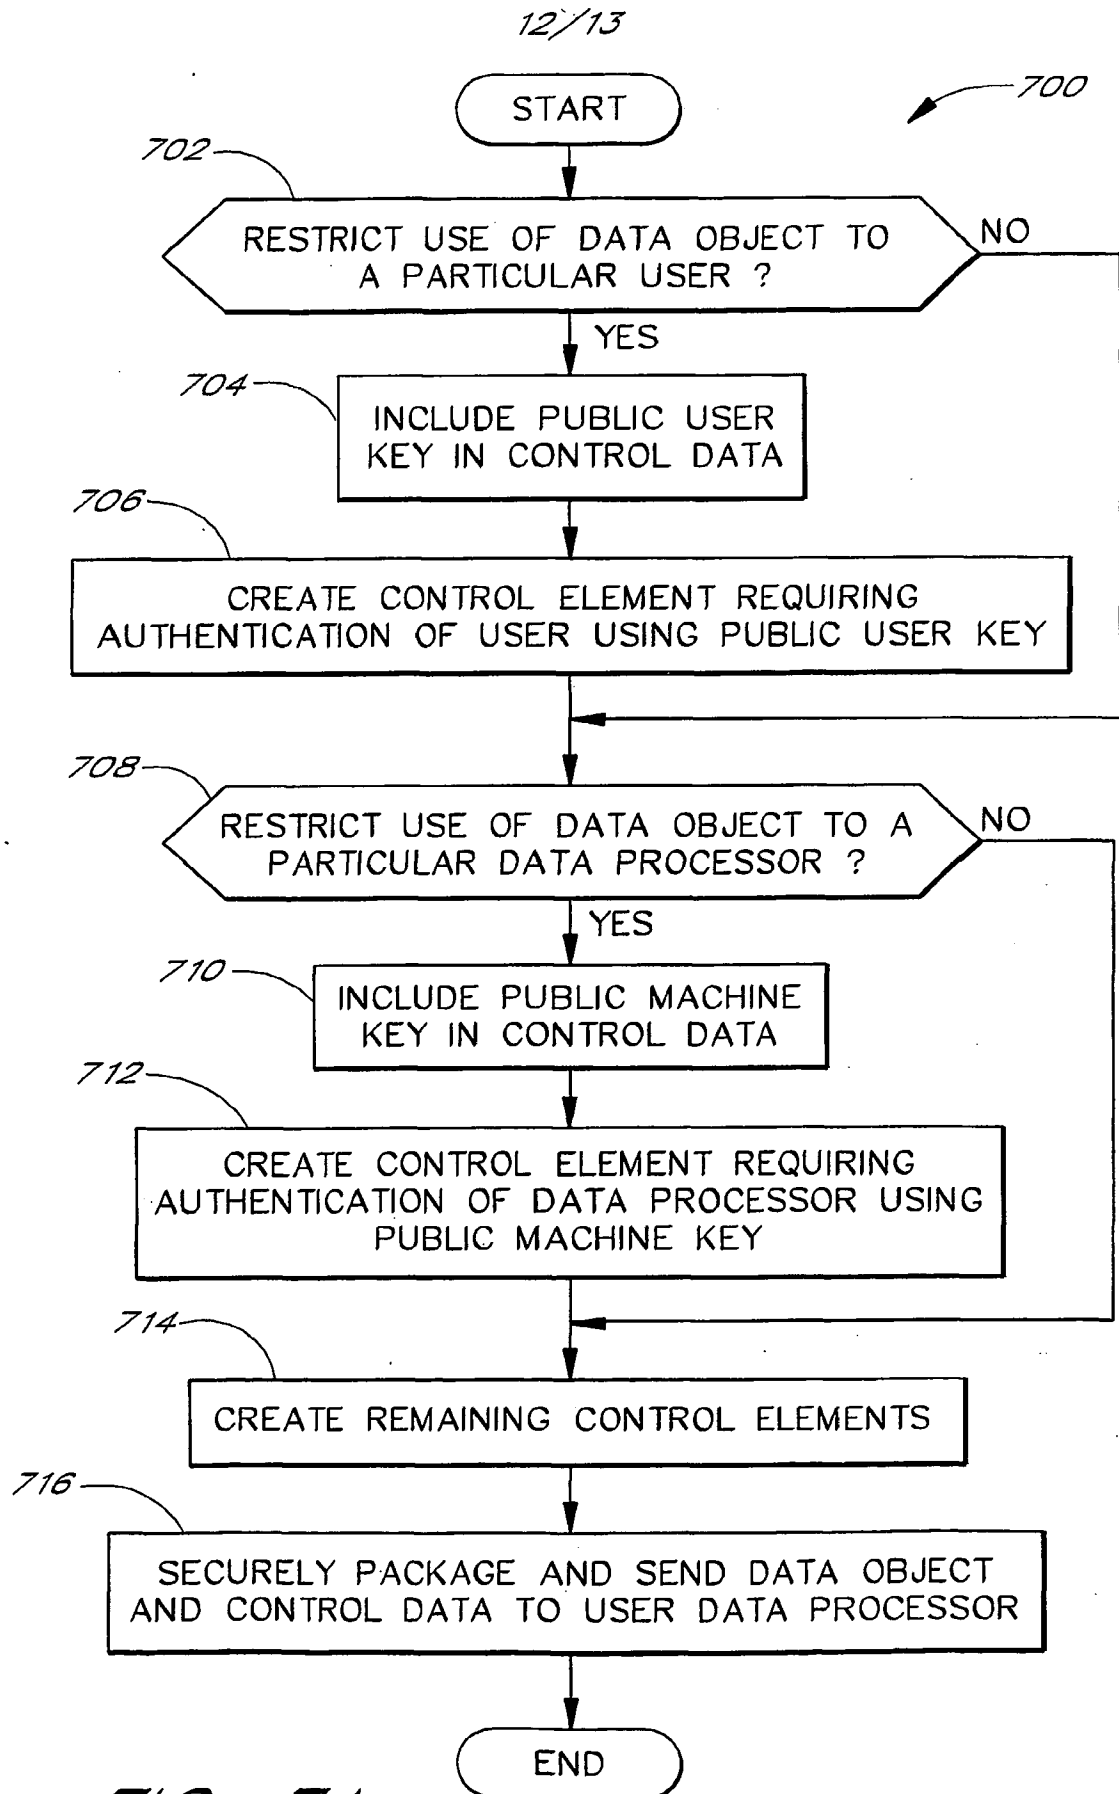 12/13
START
700
702
RESTRICT USE OF DATA OBJECT TO
A PARTICULAR USER ?
NO
YES
704
INCLUDE PUBLIC USER
KEY IN CONTROL DATA
706
CREATE CONTROL ELEMENT REQUIRING
AUTHENTICATION OF USER USING PUBLIC USER KEY
708
RESTRICT USE OF DATA OBJECT TO A
PARTICULAR DATA PROCESSOR ?
NO
YES
710
INCLUDE PUBLIC MACHINE
KEY IN CONTROL DATA
712
CREATE CONTROL ELEMENT REQUIRING
AUTHENTICATION OF DATA PROCESSOR USING
PUBLIC MACHINE KEY
714
CREATE REMAINING CONTROL ELEMENTS
716
SECURELY PACKAGE AND SEND DATA OBJECT
AND CONTROL DATA TO USER DATA PROCESSOR
END